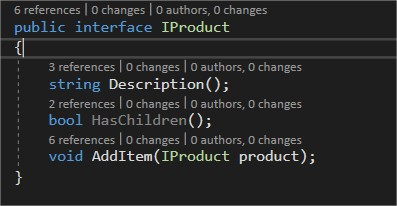 6 references | 0 changes | 0 authors, 0 changes
public interface IProduct
{
3 references | 0 changes | 0 authors, 0 changes
string Description();
2 references | 0 changes | 0 authors, 0 changes
bool HasChildren();
6 references | 0 changes | 0 authors, 0 changes
void AddItem(IProduct product);
}